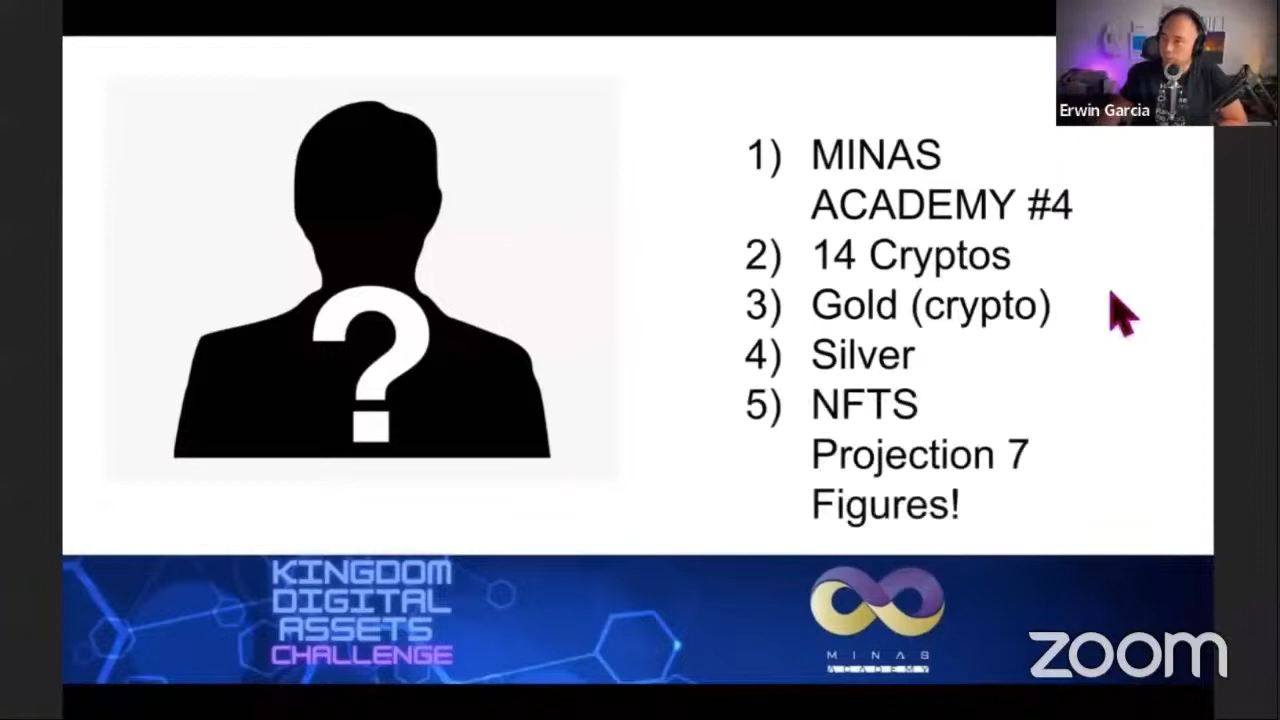 Erwin Garcia
?
1) MINAS
ACADEMY #4
2) 14 Cryptos
3) Gold (crypto)
4) Silver
5) NFTS
Projection 7
Figures!
KINGDOM
DIGITAL
ASSETS
CHALLENGE
MINAS
ACADEMY
zoom